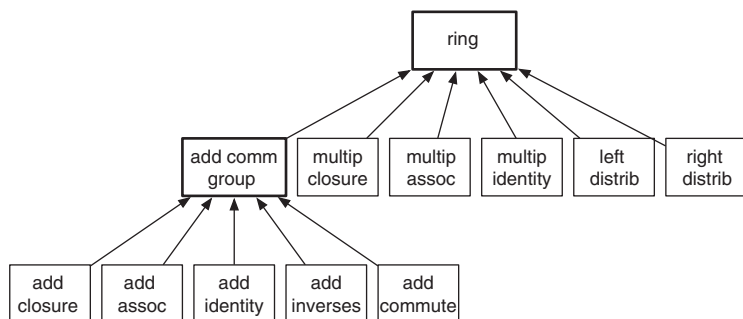 ring
add comm
group
multip
closure
multip
assoc
multip
identity
left
distrib
right
distrib
add
closure
add
assoc
add
identity
add
inverses
add
commute